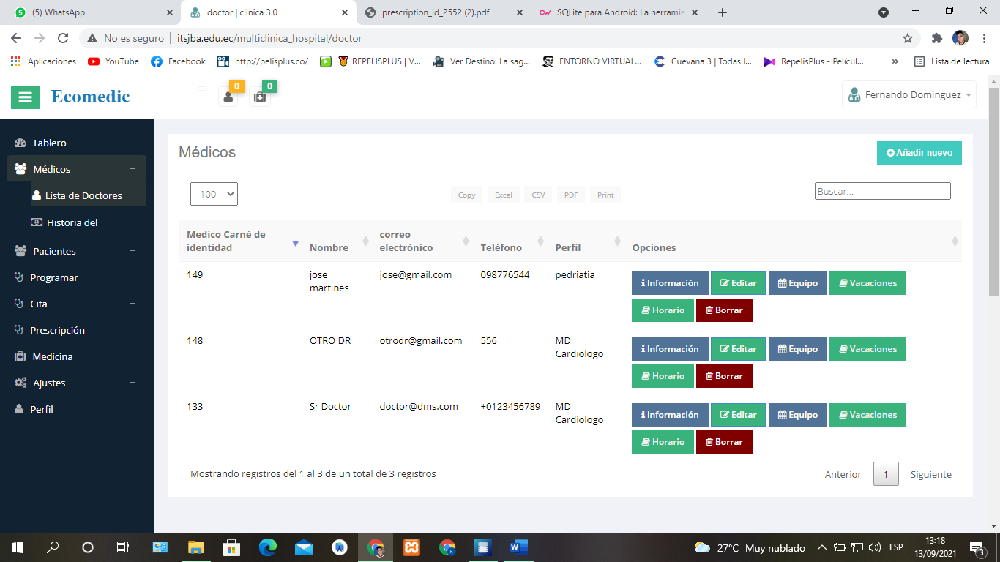 (5) WhatsApp
doctor | clinica 3.0
prescription_id_2552 (2).pdf
SQLite para Android: La herramie
No es seguro | itsjba.edu.ec/multiclinica_hospital/doctor
Aplicaciones
YouTube
Facebook
http://pelisplus.co/
REPELISPLUS | V...
Ver Destino: La sag...
ENTORNO VIRTUAL...
Cuevana 3 | Todas l...
RepelisPlus - Películ...
»
Lista de lectura
Ecomedic
0
0
Fernando Dominguez
Tablero
Médicos
Lista de Doctores
Historia del
Pacientes
Programar
Cita
Prescripción
Medicina
Ajustes
Perfil
Médicos
Añadir nuevo
100
Copy Excel CSV PDF Print
Buscar...
Medico Carné de identidad Nombre correo electrónico Teléfono Perfil Opciones
149 jose martines jose@gmail.com 098776544 pedriatia
Información Editar Equipo Vacaciones
Horario Borrar
148 OTRO DR otrodr@gmail.com 556 MD Cardiologo
Información Editar Equipo Vacaciones
Horario Borrar
133 Sr Doctor doctor@dms.com +0123456789 MD Cardiologo
Información Editar Equipo Vacaciones
Horario Borrar
Mostrando registros del 1 al 3 de un total de 3 registros
Anterior 1 Siguiente
27°C Muy nublado
ESP
13:18
13/09/2021
3